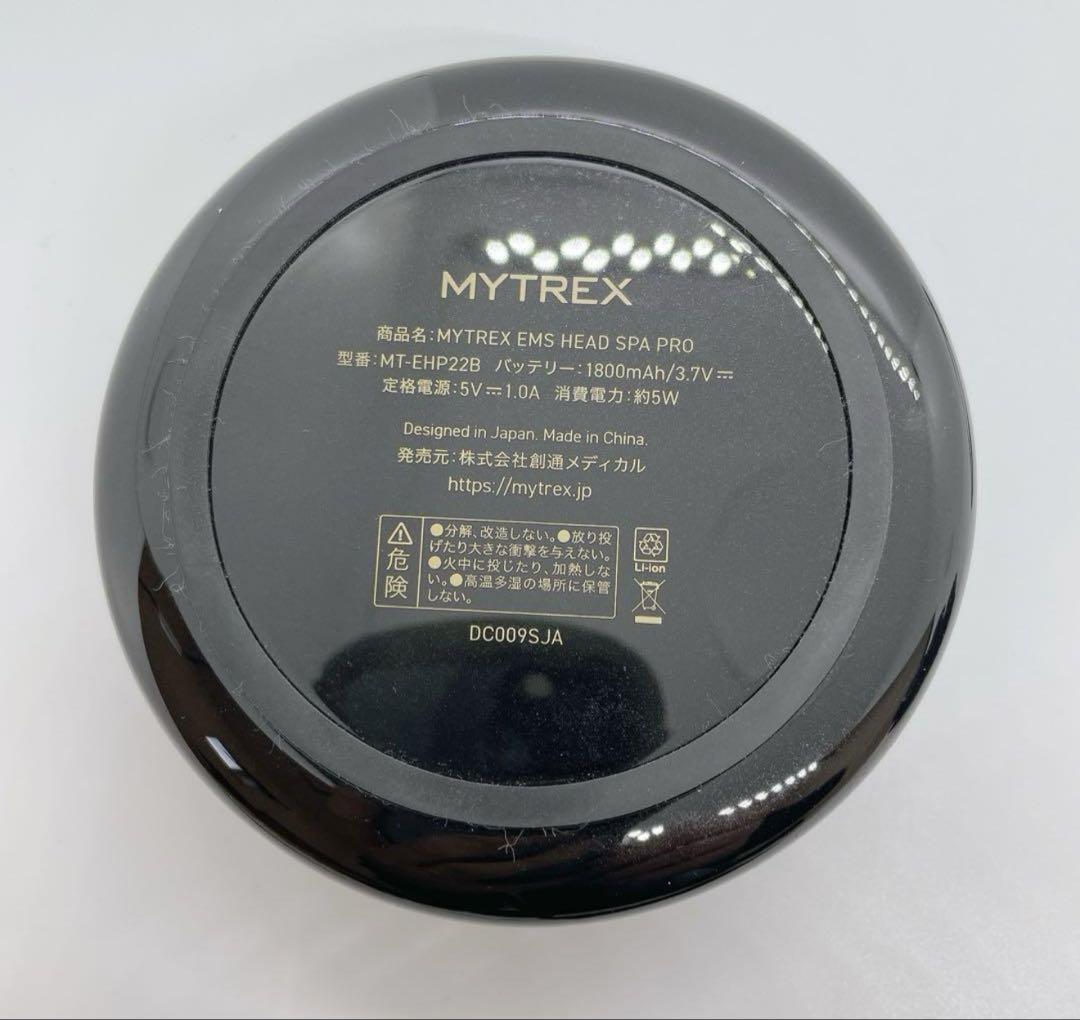 MYTREX
商品名:MYTREX EMS HEAD SPA PRO
型番:MT-EHP22B バッテリー:1800mAh/3.7V⎓
定格電源:5V⎓1.0A 消費電力:約5W
Designed in Japan. Made in China.
発売元:株式会社創通メディカル
https://mytrex.jp
危険
●分解、改造しない。●放り投
げたり大きな衝撃を与えない。
●火中に投じたり、加熱しな
い。●高温多湿の場所に保管
しない。
Li-ion
DC009SJA